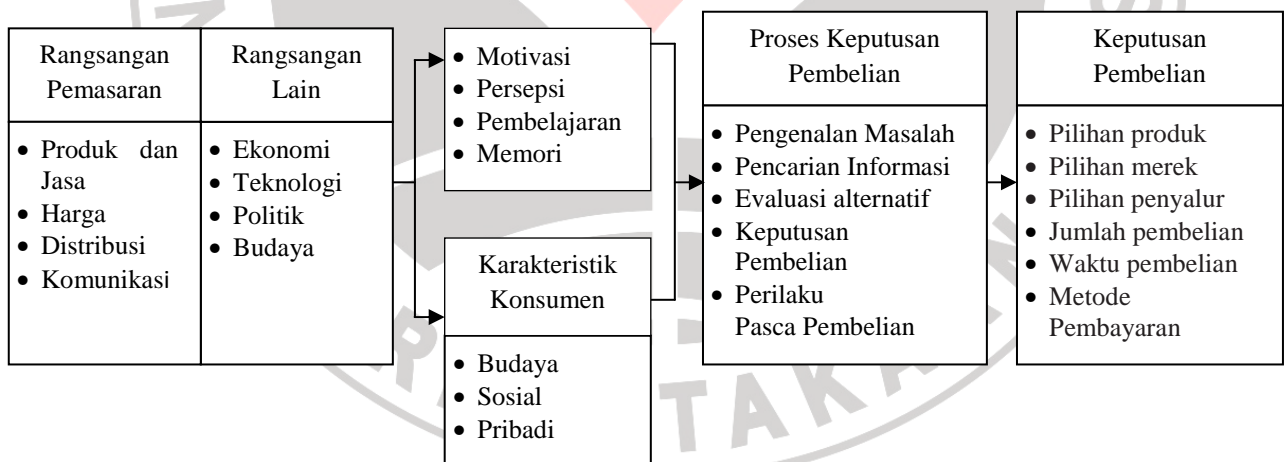 Rangsangan
Pemasaran
• Produk dan
Jasa
• Harga
• Distribusi
• Komunikasi
Rangsangan
Lain
• Ekonomi
• Teknologi
• Politik
• Budaya
• Motivasi
• Persepsi
• Pembelajaran
• Memori
Karakteristik
Konsumen
• Budaya
• Sosial
• Pribadi
Proses Keputusan
Pembelian
• Pengenalan Masalah
• Pencarian Informasi
• Evaluasi alternatif
• Keputusan
Pembelian
• Perilaku
Pasca Pembelian
Keputusan
Pembelian
• Pilihan produk
• Pilihan merek
• Pilihan penyalur
• Jumlah pembelian
• Waktu pembelian
• Metode
Pembayaran